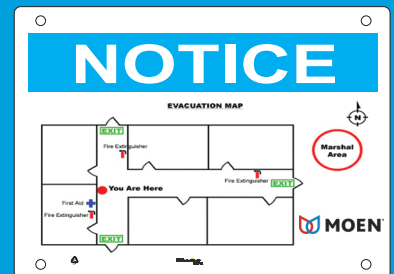 NOTICE
EVACUATION MAP
EXIT
N
Fire Extinguisher
Marshal
Area
Fire Extinguisher
EXIT
You Are Here
First Aid
Fire Extinguisher
MOEN
EXIT